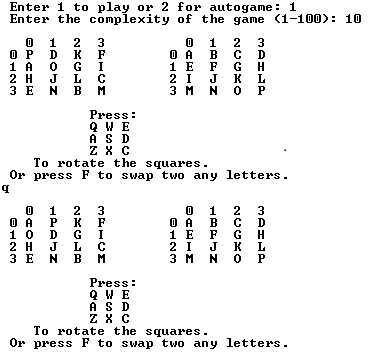 Enter 1 to play or 2 for autogame: 1
Enter the complexity of the game (1-100): 10
0 1 2 3 0 1 2 3
0 P D K F 0 A B C D
1 A O G I 1 E F G H
2 H J L C 2 I J K L
3 E N B M 3 M N O P
Press:
Q W E
A S D
Z X C
To rotate the squares.
Or press F to swap two any letters.
q
0 1 2 3 0 1 2 3
0 A P K F 0 A B C D
1 O D G I 1 E F G H
2 H J L C 2 I J K L
3 E N B M 3 M N O P
Press:
Q W E
A S D
Z X C
To rotate the squares.
Or press F to swap two any letters.